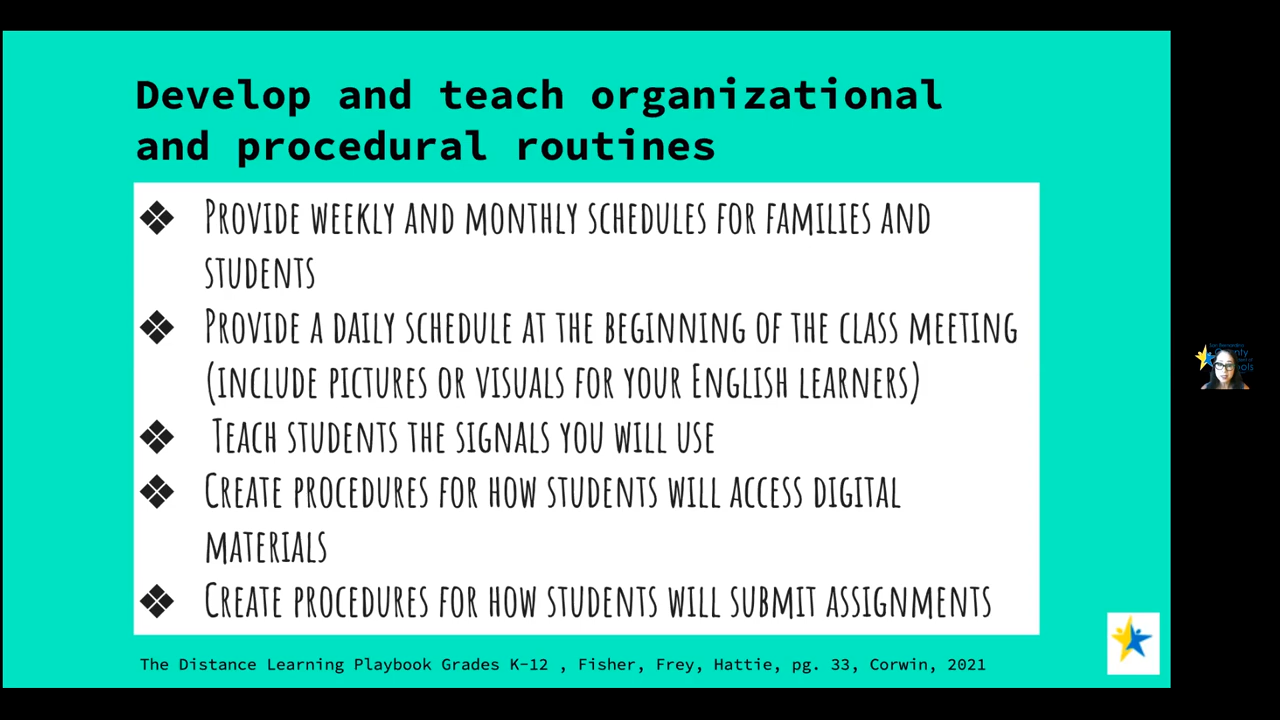 Develop and teach organizational
and procedural routines
❖ Provide weekly and monthly schedules for families and
students
❖ Provide a daily schedule at the beginning of the class meeting
(include pictures or visuals for your English learners)
❖ Teach students the signals you will use
❖ Create procedures for how students will access digital
materials
❖ Create procedures for how students will submit assignments
The Distance Learning Playbook Grades K-12 , Fisher, Frey, Hattie, pg. 33, Corwin, 2021